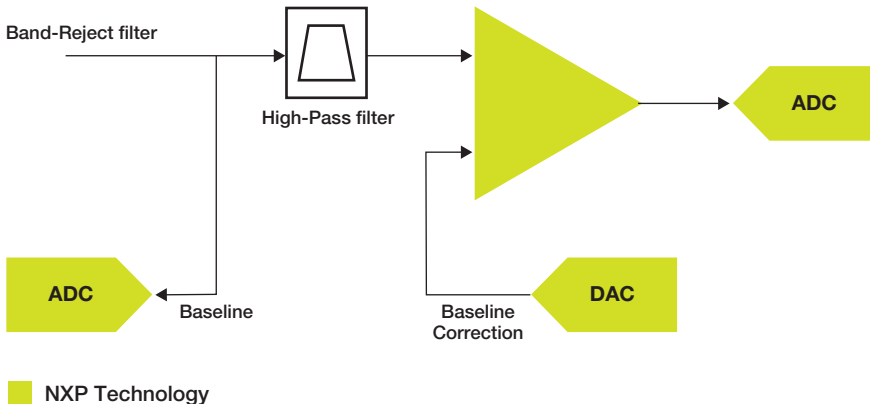 Band-Reject filter
High-Pass filter
ADC
ADC
Baseline
Baseline
Correction
DAC
NXP Technology